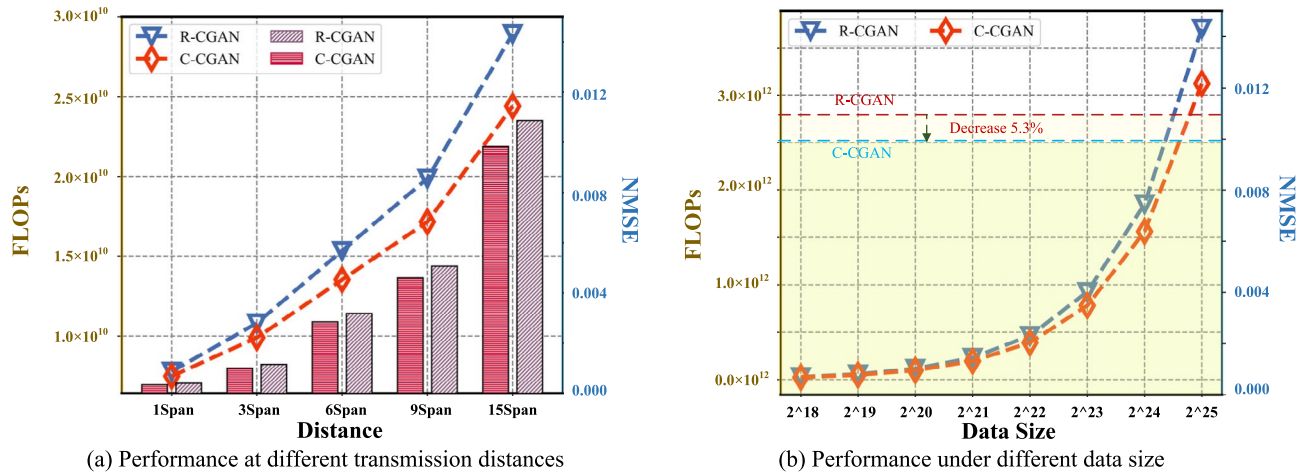 3.0×10^10
2.5×10^10
2.0×10^10
1.5×10^10
1.0×10^10
FLOPs
R-CGAN
C-CGAN
R-CGAN
C-CGAN
0.012
0.008
0.004
0.000
NMSE
1Span 3Span 6Span 9Span 15Span
Distance
(a) Performance at different transmission distances
3.0×10^12
2.0×10^12
1.0×10^12
0.0×10^12
FLOPs
R-CGAN C-CGAN
R-CGAN
Decrease 5.3%
C-CGAN
0.012
0.008
0.004
0.000
NMSE
2^18 2^19 2^20 2^21 2^22 2^23 2^24 2^25
Data Size
(b) Performance under different data size